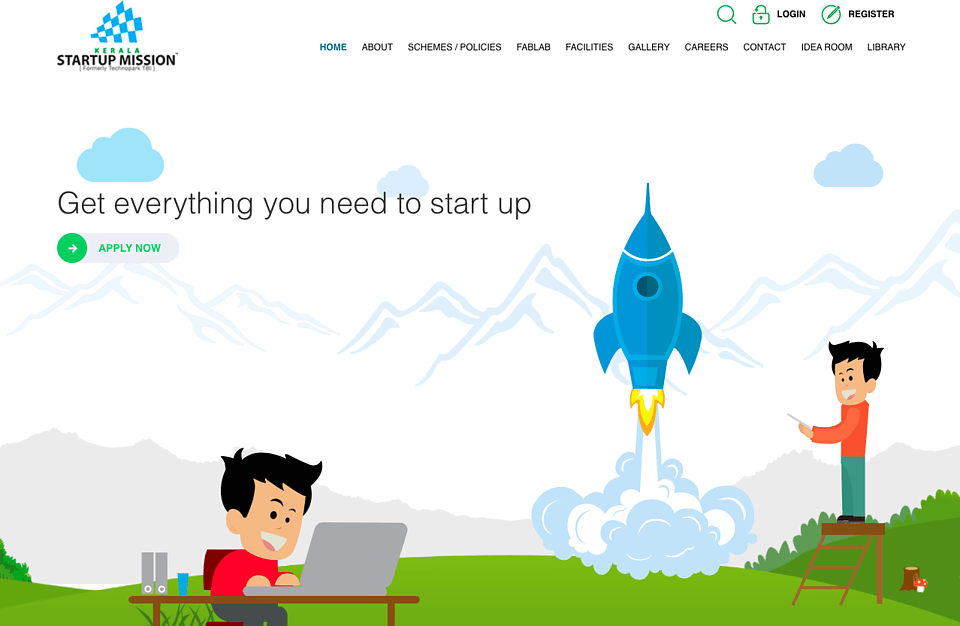 LOGIN
REGISTER
KERALA
STARTUP MISSION™
[ Formerly Technopark TBI ]
HOME ABOUT SCHEMES / POLICIES FABLAB FACILITIES GALLERY CAREERS CONTACT IDEA ROOM LIBRARY
Get everything you need to start up
APPLY NOW